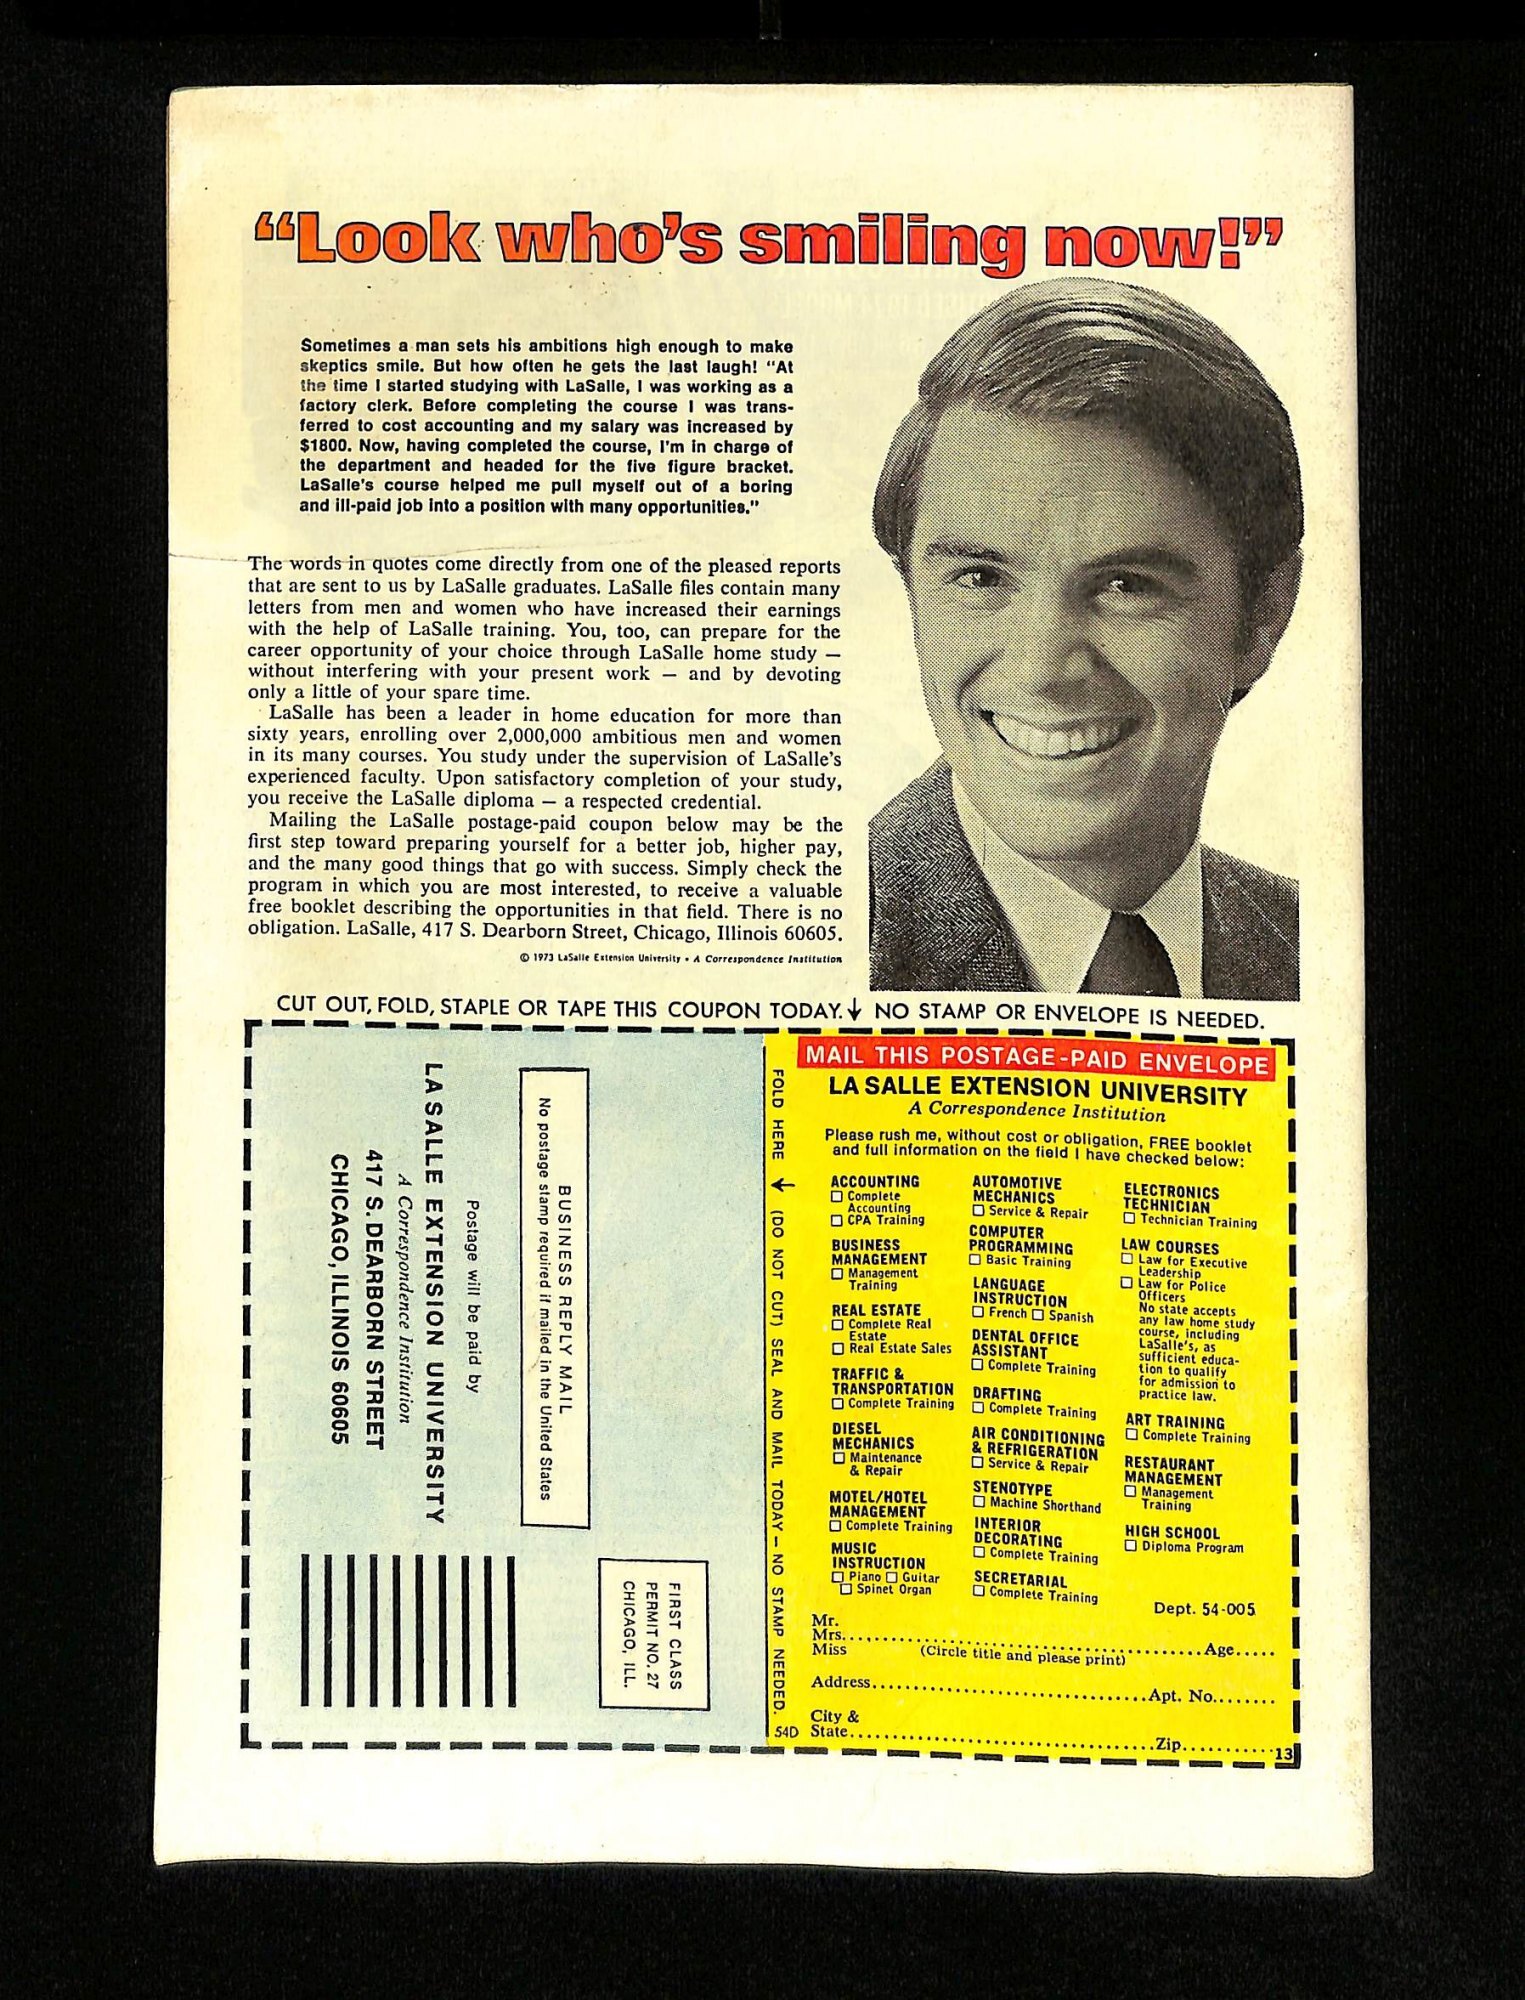 “Look who's smiling now!”
Sometimes a man sets his ambitions high enough to make
skeptics smile. But how often he gets the last laugh! “At
the time I started studying with LaSalle, I was working as a
factory clerk. Before completing the course I was trans-
ferred to cost accounting and my salary was increased by
$1800. Now, having completed the course, I'm in charge of
the department and headed for the five figure bracket.
LaSalle's course helped me pull myself out of a boring
and ill-paid job into a position with many opportunities.”
The words in quotes come directly from one of the pleased reports
that are sent to us by LaSalle graduates. LaSalle files contain many
letters from men and women who have increased their earnings
with the help of LaSalle training. You, too, can prepare for the
career opportunity of your choice through LaSalle home study —
without interfering with your present work — and by devoting
only a little of your spare time.
LaSalle has been a leader in home education for more than
sixty years, enrolling over 2,000,000 ambitious men and women
in its many courses. You study under the supervision of LaSalle's
experienced faculty. Upon satisfactory completion of your study,
you receive the LaSalle diploma — a respected credential.
Mailing the LaSalle postage-paid coupon below may be the
first step toward preparing yourself for a better job, higher pay,
and the many good things that go with success. Simply check the
program in which you are most interested, to receive a valuable
free booklet describing the opportunities in that field. There is no
obligation. LaSalle, 417 S. Dearborn Street, Chicago, Illinois 60605.
© 1973 LaSalle Extension University • A Correspondence Institution
CUT OUT, FOLD, STAPLE OR TAPE THIS COUPON TODAY. ↓ NO STAMP OR ENVELOPE IS NEEDED.
FIRST CLASS
PERMIT NO. 27
CHICAGO, ILL.
BUSINESS REPLY MAIL
No postage stamp required if mailed in the United States
Postage will be paid by
LA SALLE EXTENSION UNIVERSITY
A Correspondence Institution
417 S. DEARBORN STREET
CHICAGO, ILLINOIS 60605
FOLD HERE ← (DO NOT CUT) SEAL AND MAIL TODAY — NO STAMP NEEDED.
54D
MAIL THIS POSTAGE-PAID ENVELOPE
LA SALLE EXTENSION UNIVERSITY
A Correspondence Institution
Please rush me, without cost or obligation, FREE booklet
and full information on the field I have checked below:
ACCOUNTING
☐ Complete
Accounting
☐ CPA Training
BUSINESS
MANAGEMENT
☐ Management
Training
REAL ESTATE
☐ Complete Real
Estate
☐ Real Estate Sales
TRAFFIC &
TRANSPORTATION
☐ Complete Training
DIESEL
MECHANICS
☐ Maintenance
& Repair
MOTEL/HOTEL
MANAGEMENT
☐ Complete Training
MUSIC
INSTRUCTION
☐ Piano ☐ Guitar
☐ Spinet Organ
AUTOMOTIVE
MECHANICS
☐ Service & Repair
COMPUTER
PROGRAMMING
☐ Basic Training
LANGUAGE
INSTRUCTION
☐ French ☐ Spanish
DENTAL OFFICE
ASSISTANT
☐ Complete Training
DRAFTING
☐ Complete Training
AIR CONDITIONING
& REFRIGERATION
☐ Service & Repair
STENOTYPE
☐ Machine Shorthand
INTERIOR
DECORATING
☐ Complete Training
SECRETARIAL
☐ Complete Training
ELECTRONICS
TECHNICIAN
☐ Technician Training
LAW COURSES
☐ Law for Executive
Leadership
☐ Law for Police
Officers
No state accepts
any law home study
course, including
LaSalle's, as
sufficient educa-
tion to qualify
for admission to
practice law.
ART TRAINING
☐ Complete Training
RESTAURANT
MANAGEMENT
☐ Management
Training
HIGH SCHOOL
☐ Diploma Program
Dept. 54-005
Mr.
Mrs.......................................Age.....
Miss (Circle title and please print)
Address.................................Apt. No........
City &
State....................................Zip...........
13